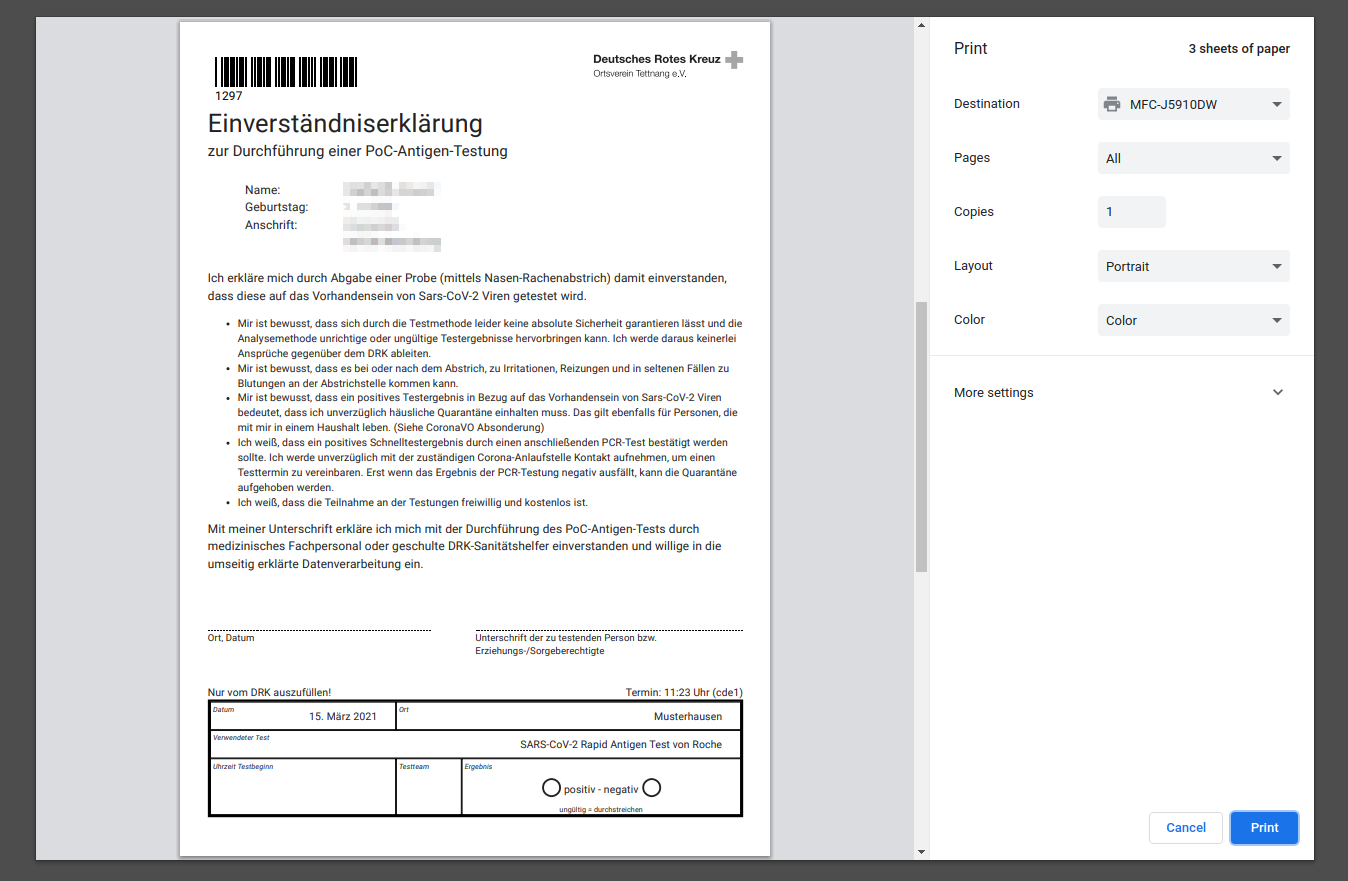 1297
Deutsches Rotes Kreuz
Ortsverein Tettnang e.V.
Einverständniserklärung
zur Durchführung einer PoC-Antigen-Testung
Name:
Geburtstag:
Anschrift:
Ich erkläre mich durch Abgabe einer Probe (mittels Nasen-Rachenabstrich) damit einverstanden,
dass diese auf das Vorhandensein von Sars-CoV-2 Viren getestet wird.
• Mir ist bewusst, dass sich durch die Testmethode leider keine absolute Sicherheit garantieren lässt und die
Analysemethode unrichtige oder ungültige Testergebnisse hervorbringen kann. Ich werde daraus keinerlei
Ansprüche gegenüber dem DRK ableiten.
• Mir ist bewusst, dass es bei oder nach dem Abstrich, zu Irritationen, Reizungen und in seltenen Fällen zu
Blutungen an der Abstrichstelle kommen kann.
• Mir ist bewusst, dass ein positives Testergebnis in Bezug auf das Vorhandensein von Sars-CoV-2 Viren
bedeutet, dass ich unverzüglich häusliche Quarantäne einhalten muss. Das gilt ebenfalls für Personen, die
mit mir in einem Haushalt leben. (Siehe CoronaVO Absonderung)
• Ich weiß, dass ein positives Schnelltestergebnis durch einen anschließenden PCR-Test bestätigt werden
sollte. Ich werde unverzüglich mit der zuständigen Corona-Anlaufstelle Kontakt aufnehmen, um einen
Testtermin zu vereinbaren. Erst wenn das Ergebnis der PCR-Testung negativ ausfällt, kann die Quarantäne
aufgehoben werden.
• Ich weiß, dass die Teilnahme an der Testungen freiwillig und kostenlos ist.
Mit meiner Unterschrift erkläre ich mich mit der Durchführung des PoC-Antigen-Tests durch
medizinisches Fachpersonal oder geschulte DRK-Sanitätshelfer einverstanden und willige in die
umseitig erklärte Datenverarbeitung ein.
Ort, Datum
Unterschrift der zu testenden Person bzw.
Erziehungs-/Sorgeberechtigte
Nur vom DRK auszufüllen!
Termin: 11:23 Uhr (cde1)
Datum
15. März 2021
Ort
Musterhausen
Verwendeter Test
SARS-CoV-2 Rapid Antigen Test von Roche
Uhrzeit Testbeginn
Testteam
Ergebnis
positiv - negativ
ungültig = durchstreichen
Print
3 sheets of paper
Destination
MFC-J5910DW
Pages
All
Copies
1
Layout
Portrait
Color
Color
More settings
Cancel
Print